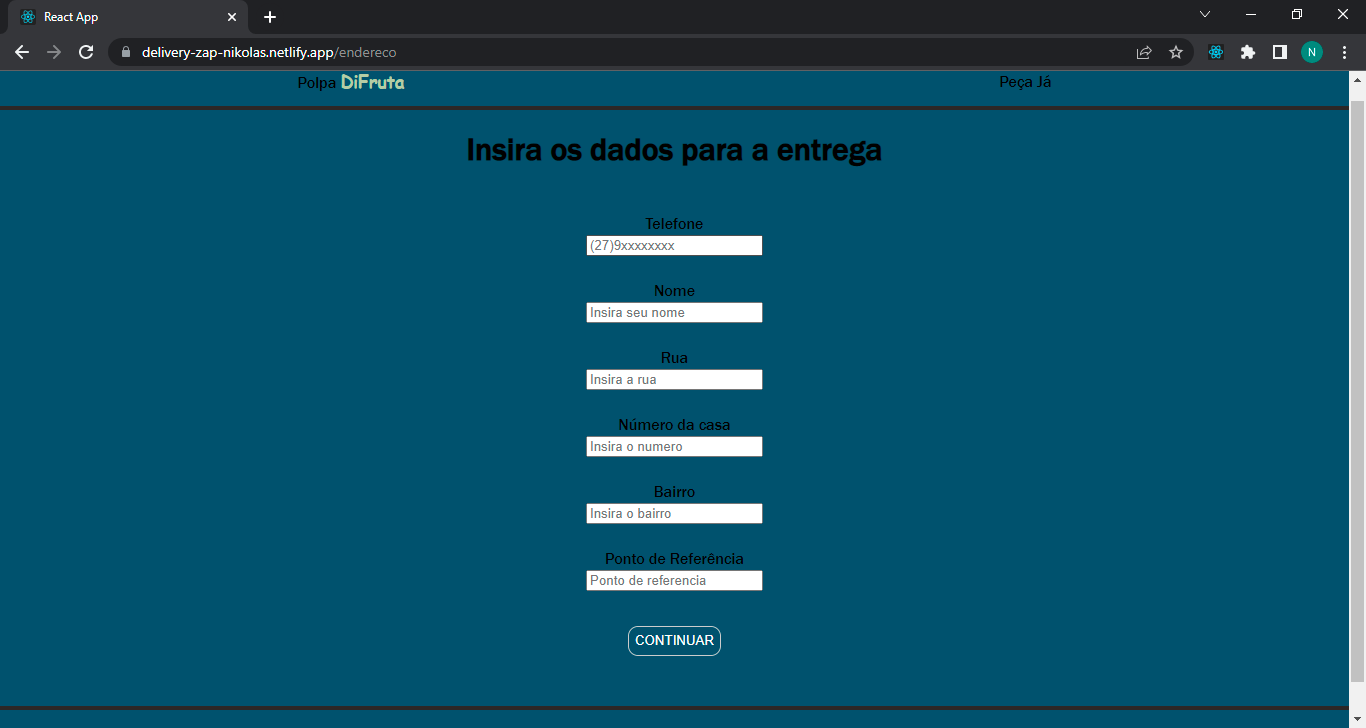 React App
delivery-zap-nikolas.netlify.app/endereco
N
Polpa DiFruta
Peça Já
Insira os dados para a entrega
Telefone
(27)9xxxxxxxx
Nome
Insira seu nome
Rua
Insira a rua
Número da casa
Insira o numero
Bairro
Insira o bairro
Ponto de Referência
Ponto de referencia
CONTINUAR